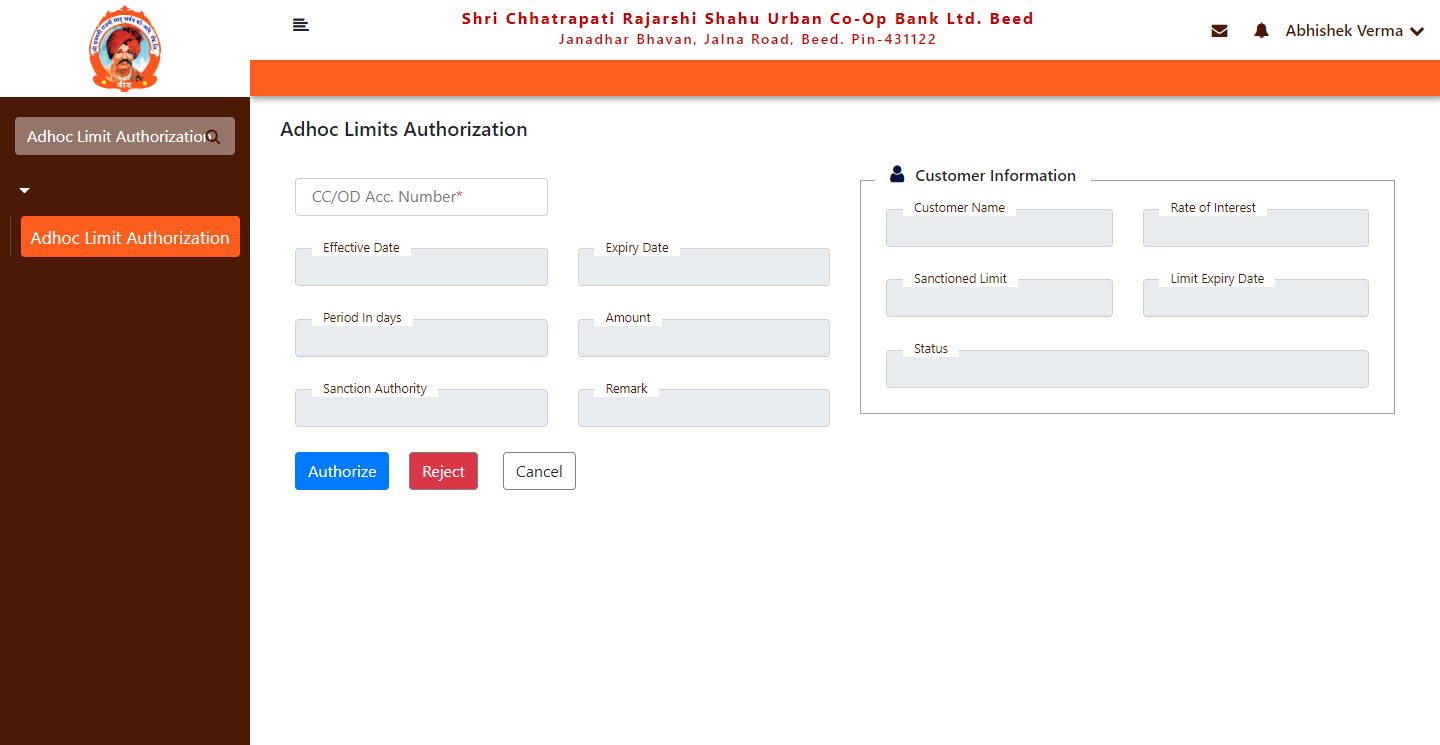 Shri Chhatrapati Rajarshi Shahu Urban Co-Op Bank Ltd. Beed
Janadhar Bhavan, Jalna Road, Beed. Pin-431122
Abhishek Verma
बीड
Adhoc Limit Authorization
Adhoc Limit Authorization
Adhoc Limits Authorization
CC/OD Acc. Number*
Effective Date
Expiry Date
Period In days
Amount
Sanction Authority
Remark
Authorize
Reject
Cancel
Customer Information
Customer Name
Rate of Interest
Sanctioned Limit
Limit Expiry Date
Status